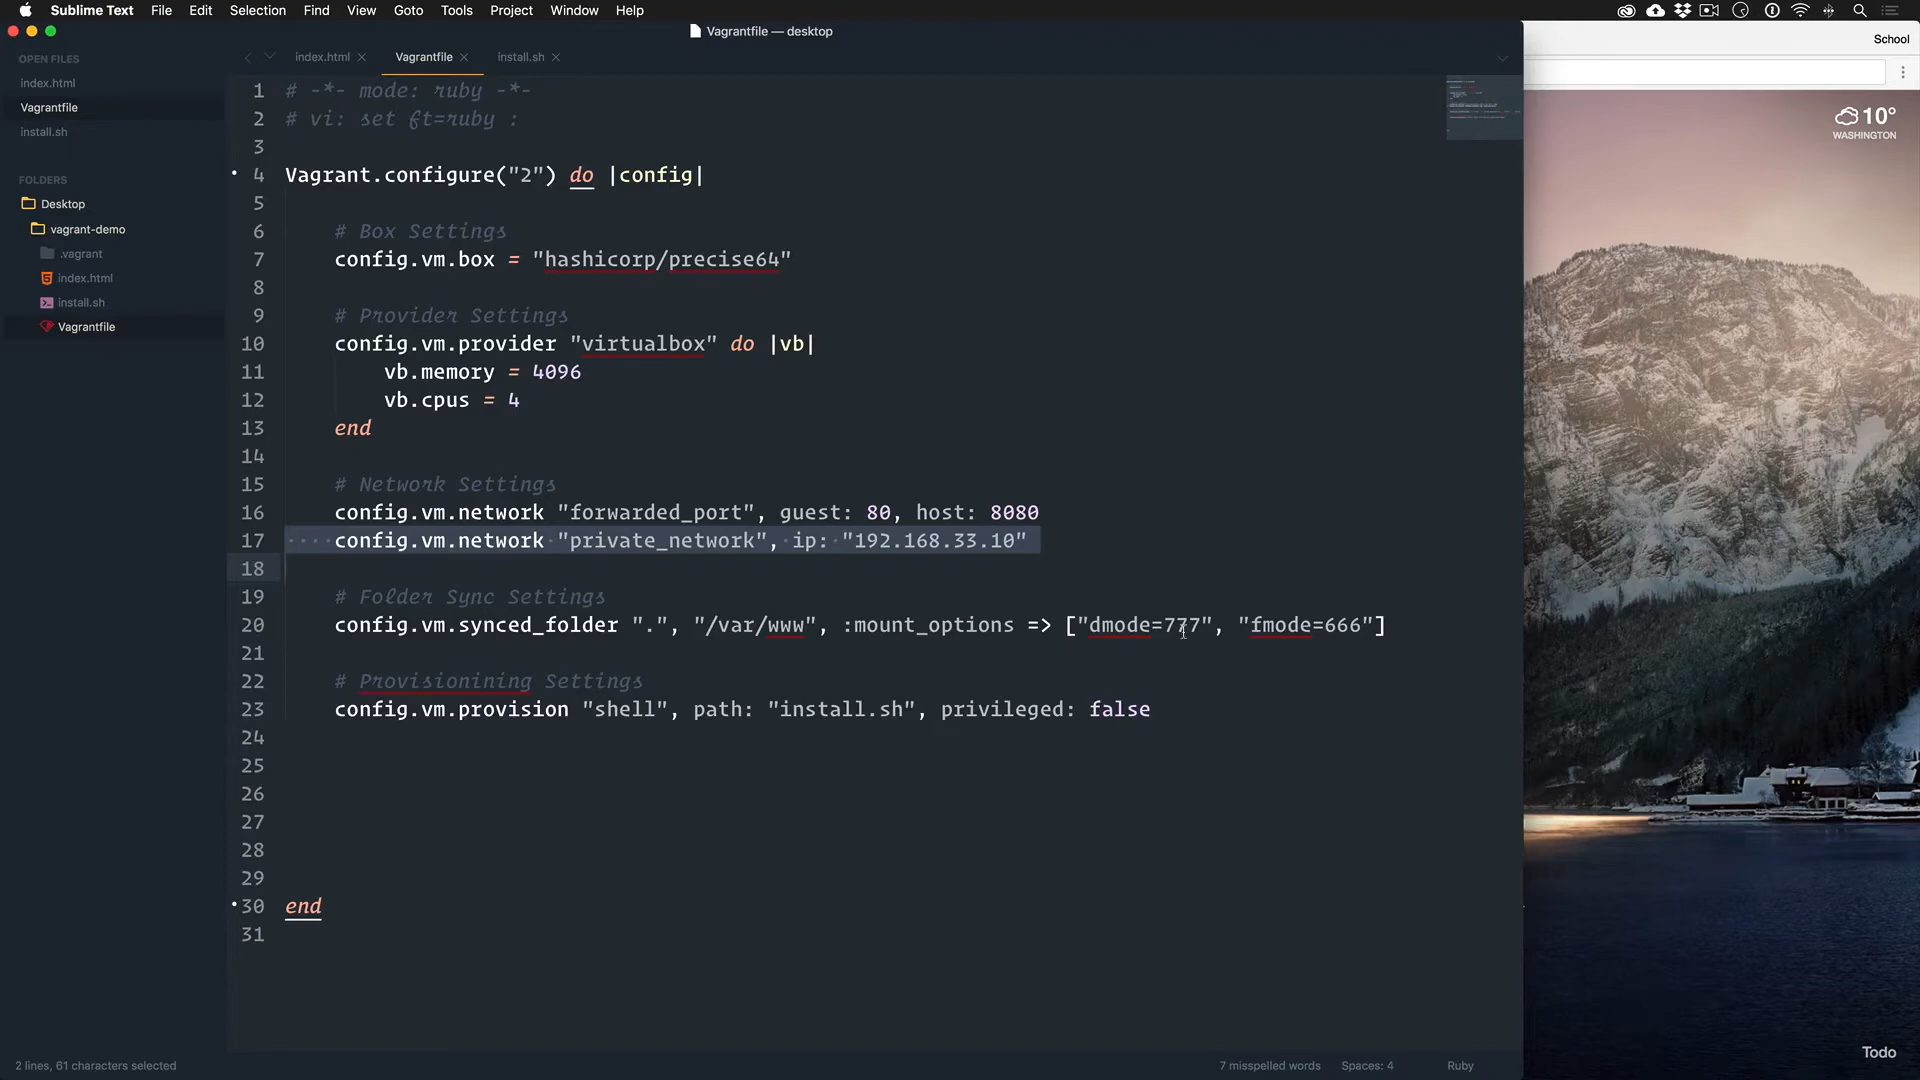 Sublime Text File Edit Selection Find View Goto Tools Project Window Help
Vagrantfile — desktop
School
OPEN FILES
index.html
Vagrantfile
install.sh
FOLDERS
Desktop
vagrant-demo
.vagrant
index.html
install.sh
Vagrantfile
index.html Vagrantfile install.sh
1 # -*- mode: ruby -*-
2 # vi: set ft=ruby :
3
4 Vagrant.configure("2") do |config|
5
6 # Box Settings
7 config.vm.box = "hashicorp/precise64"
8
9 # Provider Settings
10 config.vm.provider "virtualbox" do |vb|
11 vb.memory = 4096
12 vb.cpus = 4
13 end
14
15 # Network Settings
16 config.vm.network "forwarded_port", guest: 80, host: 8080
17 config.vm.network "private_network", ip: "192.168.33.10"
18
19 # Folder Sync Settings
20 config.vm.synced_folder ".", "/var/www", :mount_options => ["dmode=777", "fmode=666"]
21
22 # Provisionining Settings
23 config.vm.provision "shell", path: "install.sh", privileged: false
24
25
26
27
28
29
30 end
31
10°
WASHINGTON
Todo
2 lines, 61 characters selected
7 misspelled words Spaces: 4 Ruby